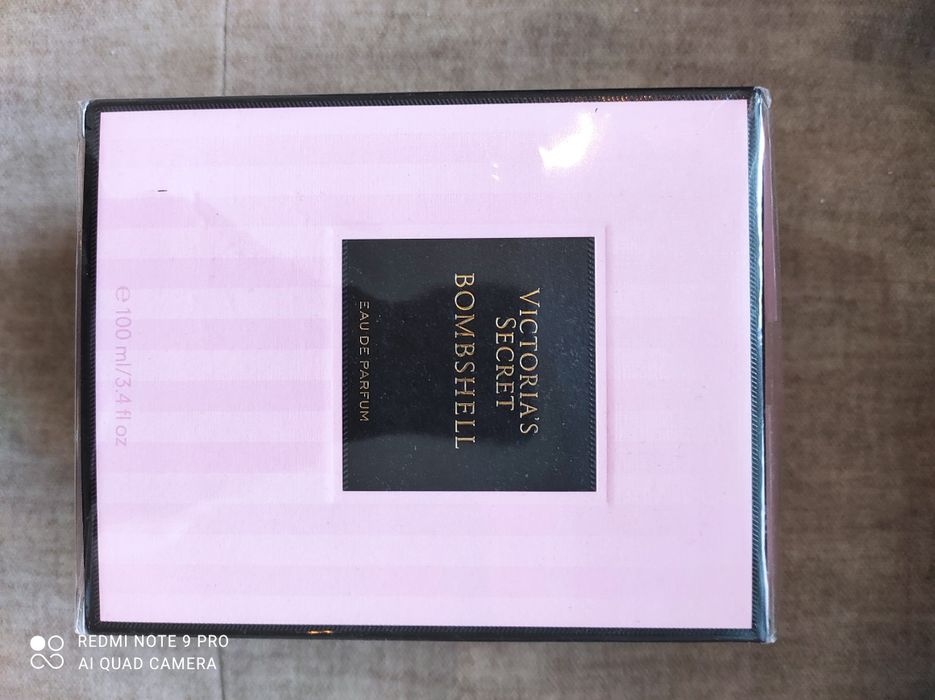 VICTORIA'S
SECRET
BOMBSHELL
EAU DE PARFUM
℮ 100 ml/3.4 fl oz
REDMI NOTE 9 PRO
AI QUAD CAMERA